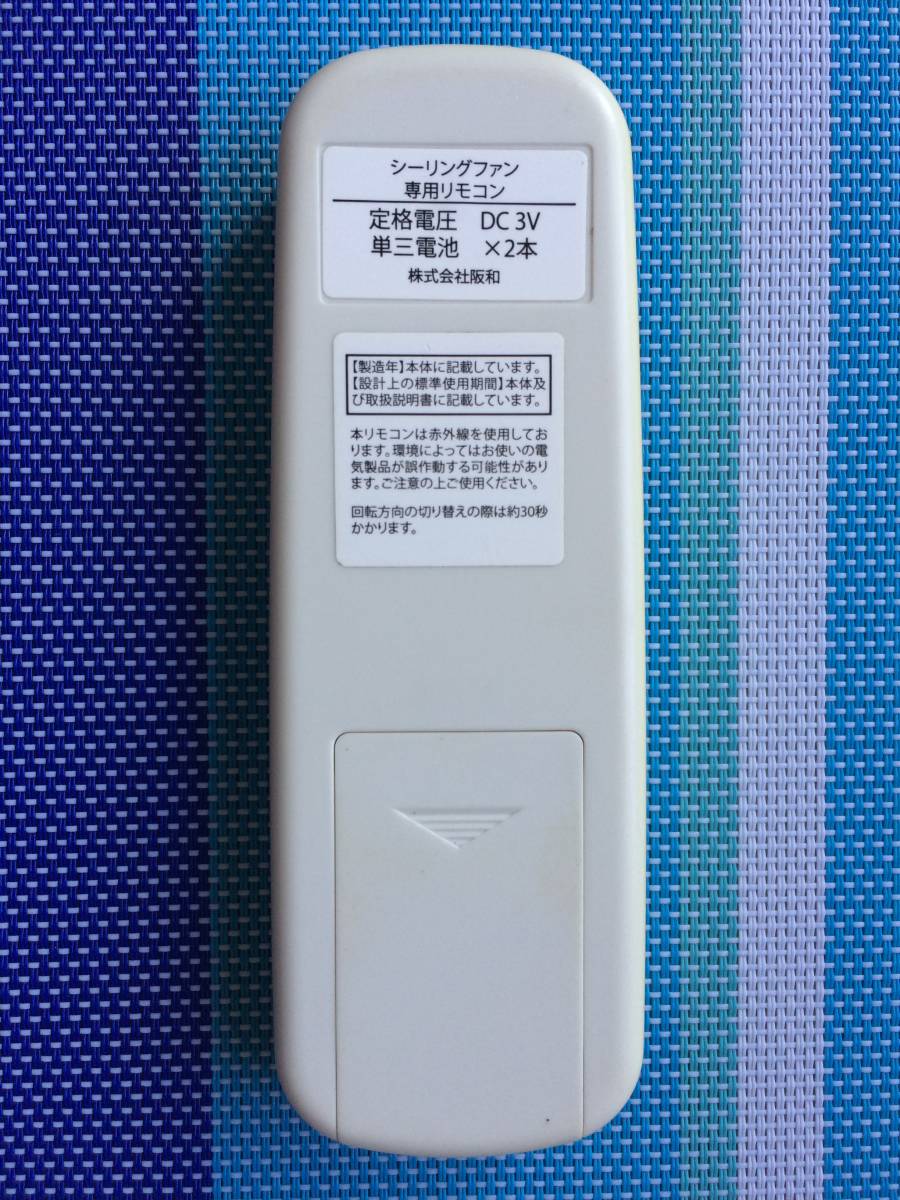 シーリングファン
専用リモコン
定格電圧 DC 3V
単三電池 ×2本
株式会社阪和
【製造年】本体に記載しています。
【設計上の標準使用期間】本体及
び取扱説明書に記載しています。
本リモコンは赤外線を使用してお
ります。環境によってはお使いの電
気製品が誤作動する可能性があり
ます。ご注意の上ご使用ください。
回転方向の切り替えの際は約30秒
かかります。